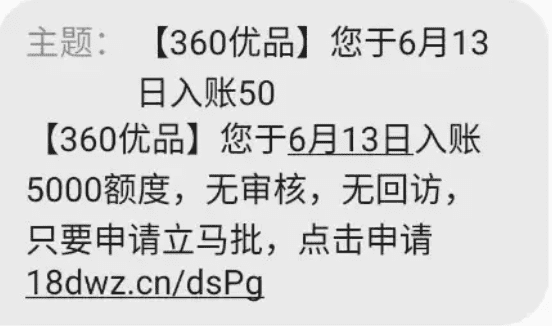 主题： 【360优品】您于6月13
日入账50
【360优品】您于6月13日入账
5000额度，无审核，无回访，
只要申请立马批，点击申请
18dwz.cn/dsPg